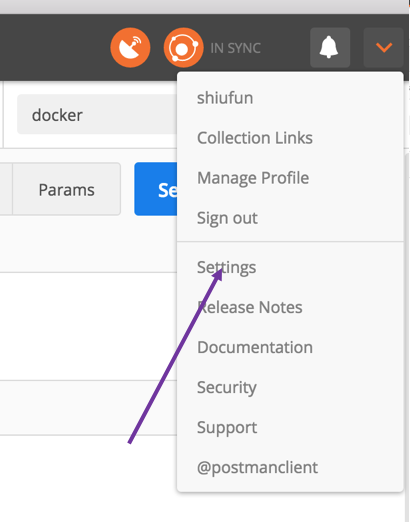 IN SYNC
docker
Params
Se
shiufun
Collection Links
Manage Profile
Sign out
Settings
Release Notes
Documentation
Security
Support
@postmanclient